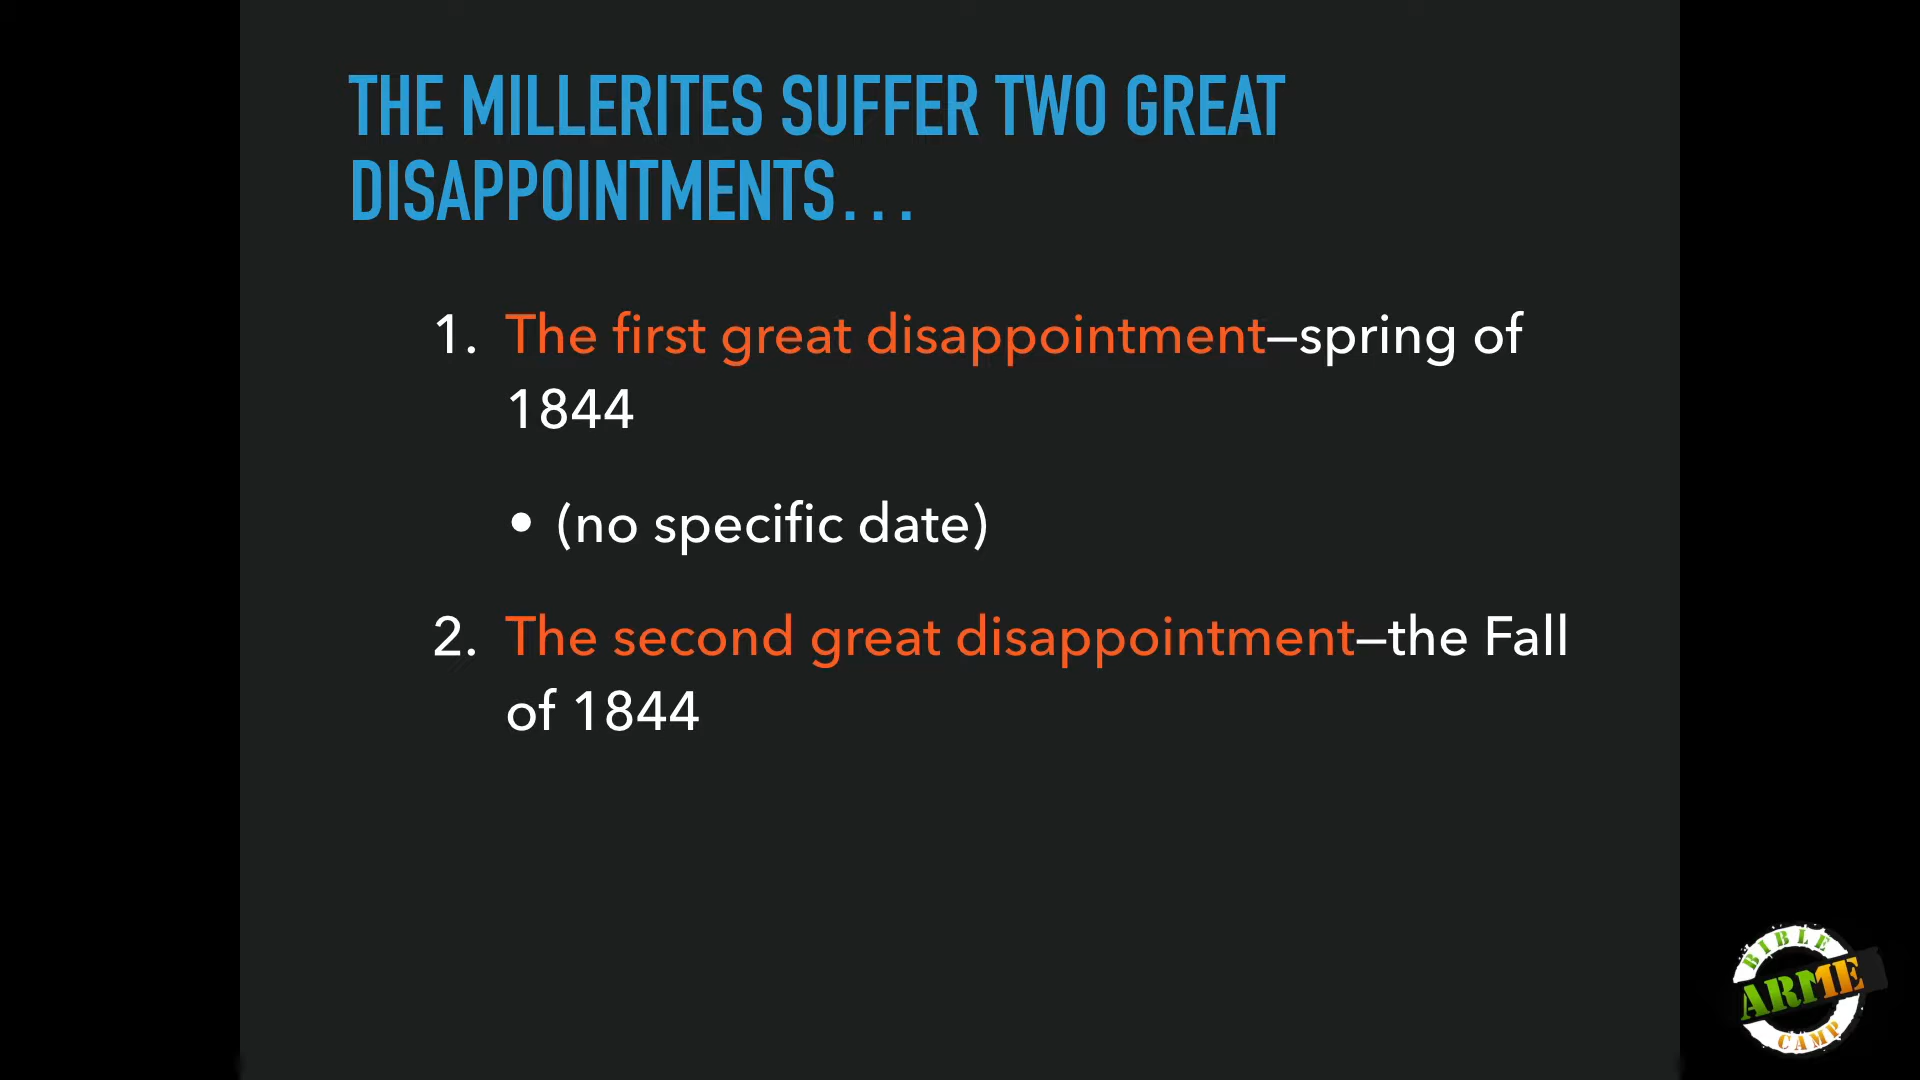 THE MILLERITES SUFFER TWO GREAT
DISAPPOINTMENTS...
1. The first great disappointment—spring of
1844
• (no specific date)
2. The second great disappointment—the Fall
of 1844
BIBLE
ARME
CAMP